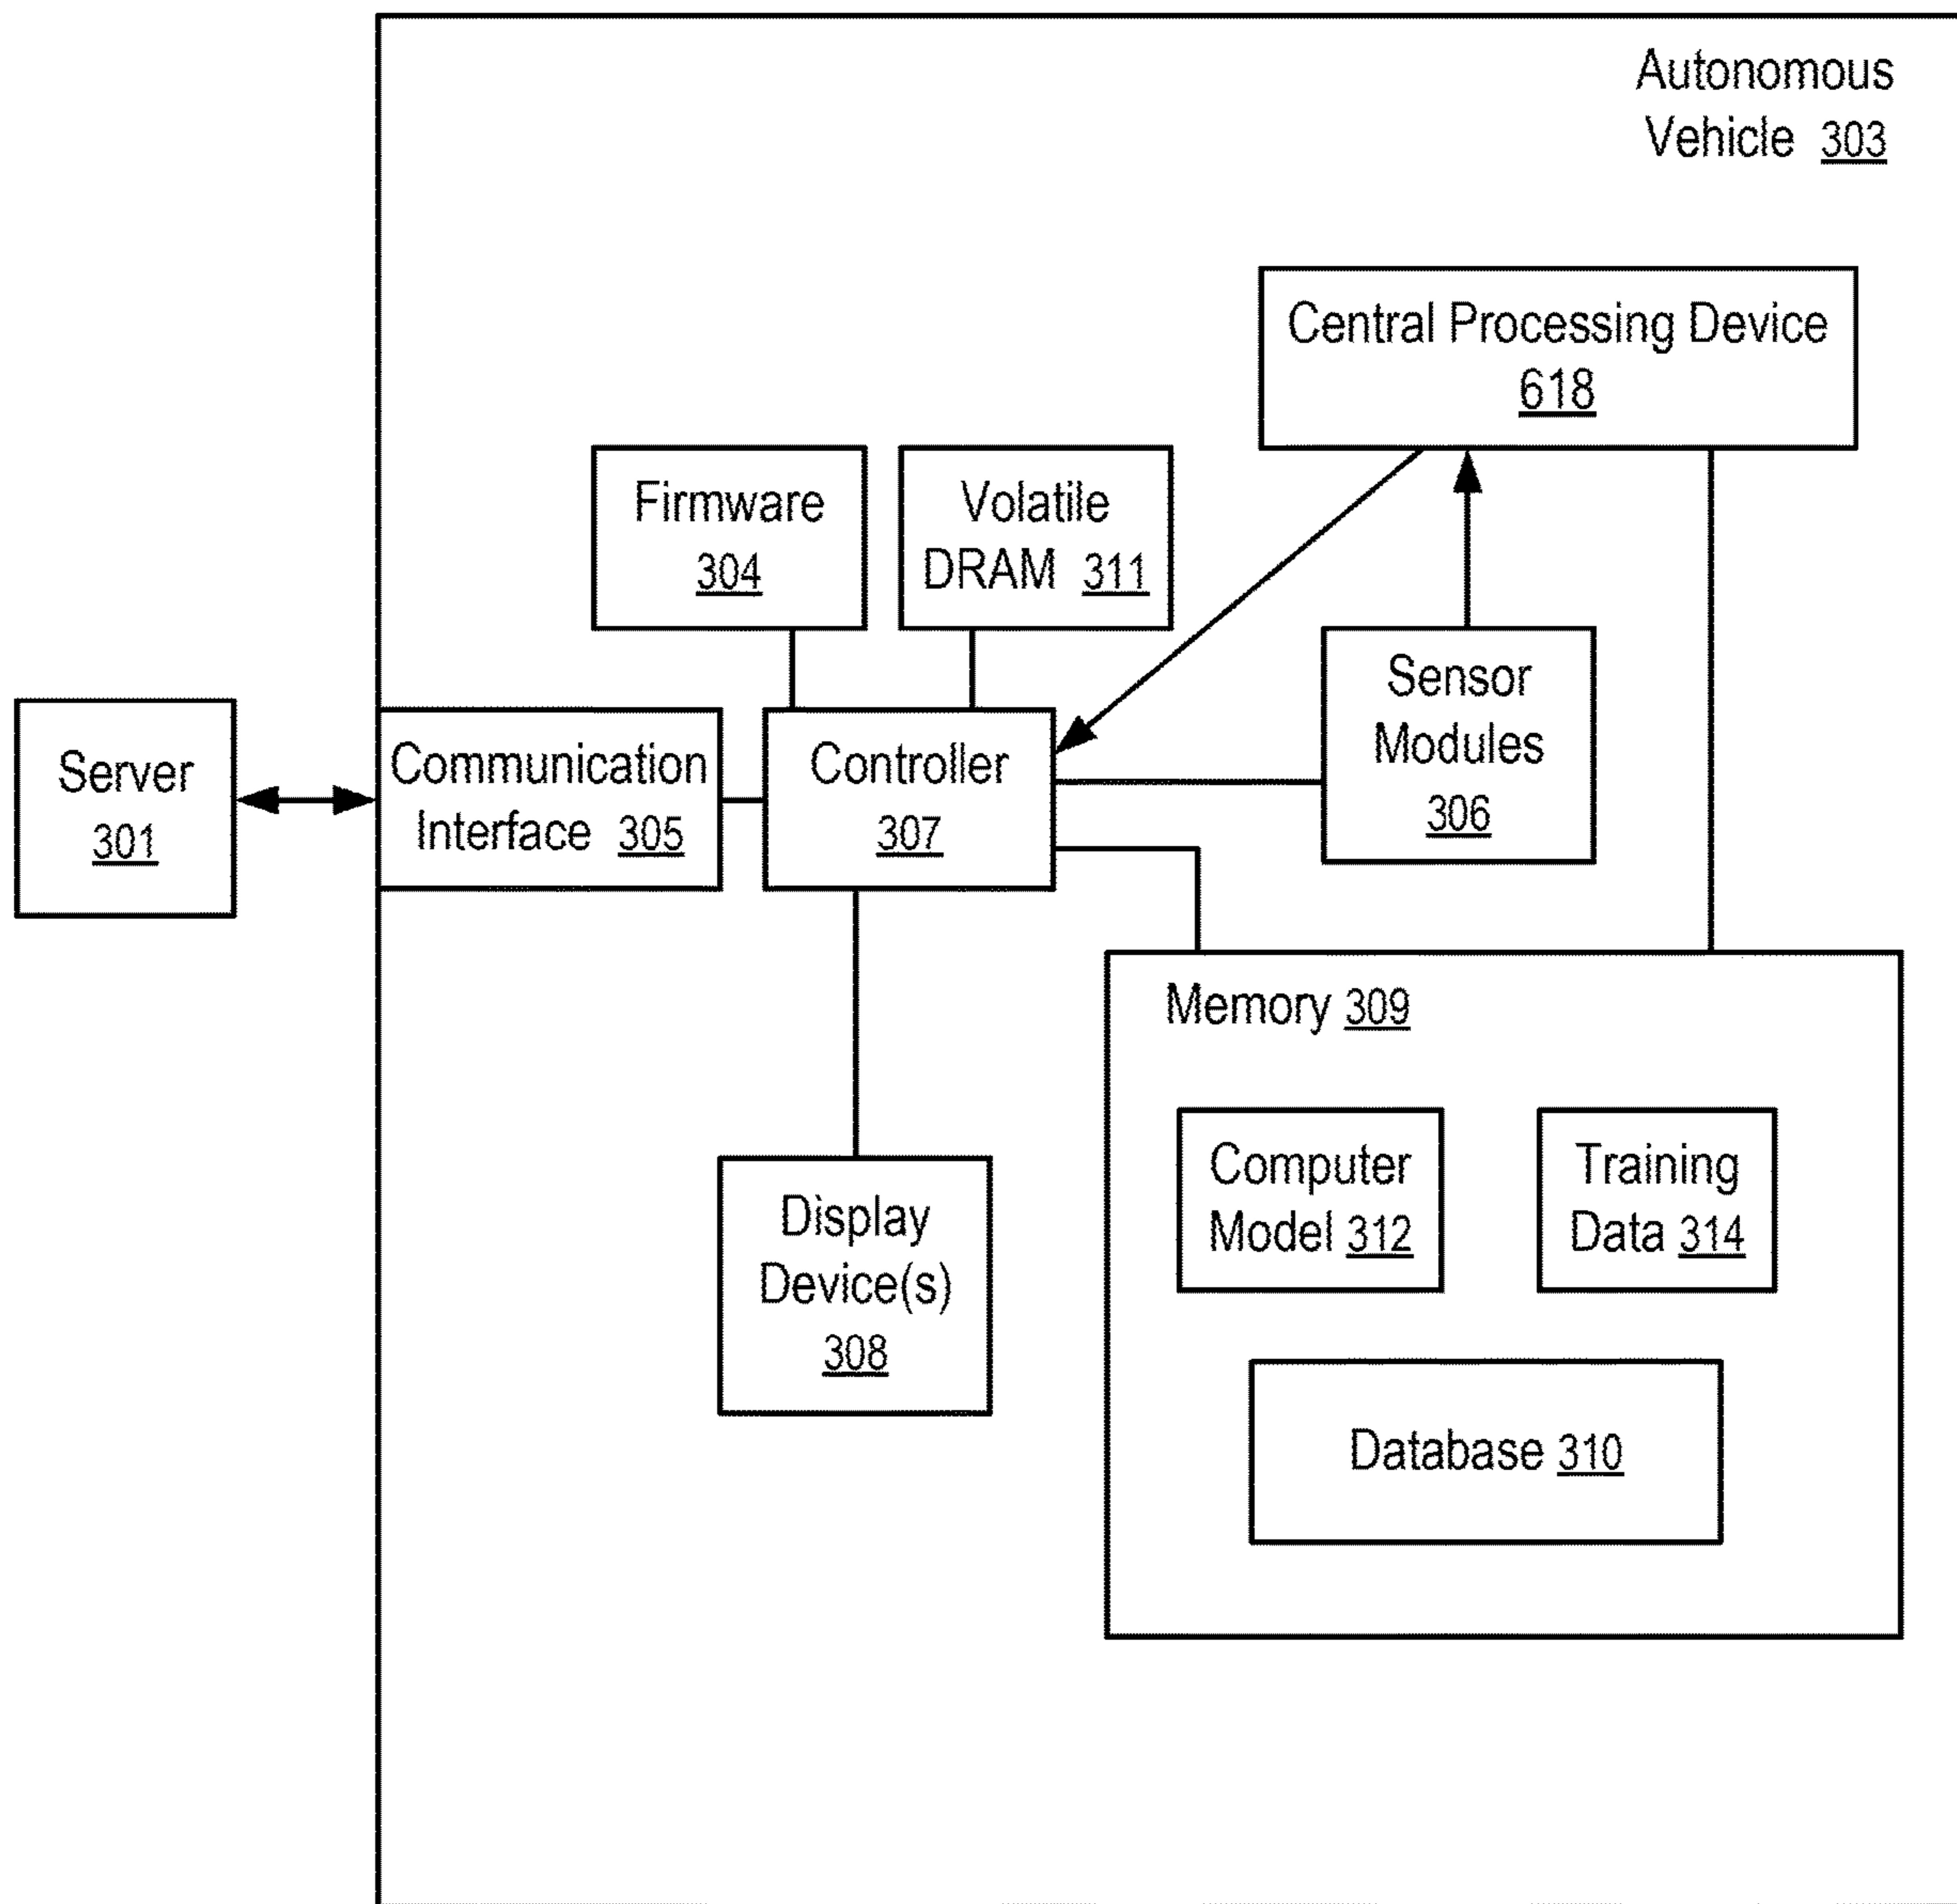 Autonomous
Vehicle 303
Central Processing Device
618
Firmware
304
Volatile
DRAM 311
Sensor
Modules
306
Server
301
Communication
Interface 305
Controller
307
Memory 309
Computer
Model 312
Training
Data 314
Display
Device(s)
308
Database 310